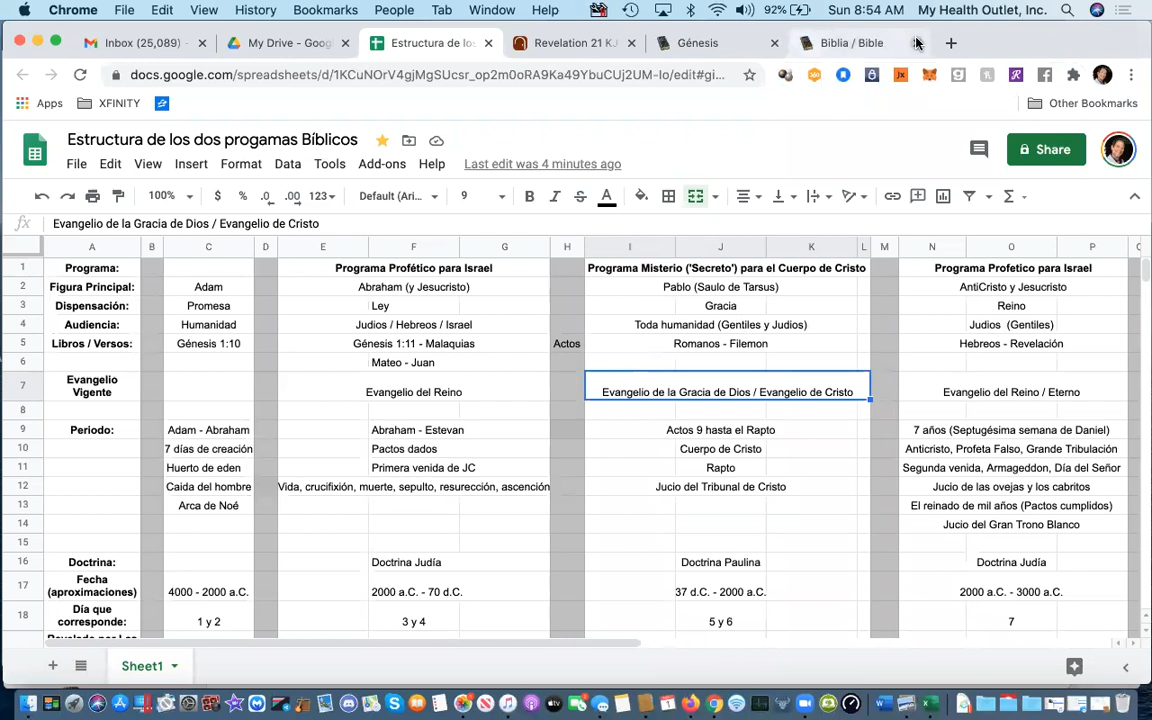 Chrome File Edit View History Bookmarks People Tab Window Help 92% Sun 8:54 AM My Health Outlet, Inc.
Inbox (25,089) My Drive - Goog Estructura de lo Revelation 21 KJ Génesis Biblia / Bible
docs.google.com/spreadsheets/d/1KCuNOrV4gjMgSUcsr_op2m0oRA9Ka49YbuCUj2UM-Io/edit#gi...
Apps XFINITY Other Bookmarks
Estructura de los dos progamas Bíblicos
File Edit View Insert Format Data Tools Add-ons Help Last edit was 4 minutes ago
Share
100% $ % .0 .00 123 Default (Ari... 9 B I S A
fx Evangelio de la Gracia de Dios / Evangelio de Cristo
A B C D E F G H I J K L M N O P
1 Programa: Programa Profético para Israel Programa Misterio ('Secreto') para el Cuerpo de Cristo Programa Profetico para Israel
2 Figura Principal: Adam Abraham (y Jesucristo) Pablo (Saulo de Tarsus) AntiCristo y Jesucristo
3 Dispensación: Promesa Ley Gracia Reino
4 Audiencia: Humanidad Judios / Hebreos / Israel Toda humanidad (Gentiles y Judios) Judios (Gentiles)
5 Libros / Versos: Génesis 1:10 Génesis 1:11 - Malaquias Actos Romanos - Filemon Hebreos - Revelación
6 Mateo - Juan
7 Evangelio Vigente Evangelio del Reino Evangelio de la Gracia de Dios / Evangelio de Cristo Evangelio del Reino / Eterno
8
9 Periodo: Adam - Abraham Abraham - Estevan Actos 9 hasta el Rapto 7 años (Septugésima semana de Daniel)
10 7 días de creación Pactos dados Cuerpo de Cristo Anticristo, Profeta Falso, Grande Tribulación
11 Huerto de eden Primera venida de JC Rapto Segunda venida, Armageddon, Día del Señor
12 Caida del hombre Vida, crucifixión, muerte, sepulto, resurección, ascención Jucio del Tribunal de Cristo Jucio de las ovejas y los cabritos
13 Arca de Noé El reinado de mil años (Pactos cumplidos)
14 Jucio del Gran Trono Blanco
15
16 Doctrina: Doctrina Judía Doctrina Paulina Doctrina Judía
17 Fecha (aproximaciones) 4000 - 2000 a.C. 2000 a.C. - 70 d.C. 37 d.C. - 2000 a.C. 2000 a.C. - 3000 a.C.
18 Día que corresponde: 1 y 2 3 y 4 5 y 6 7
Sheet1